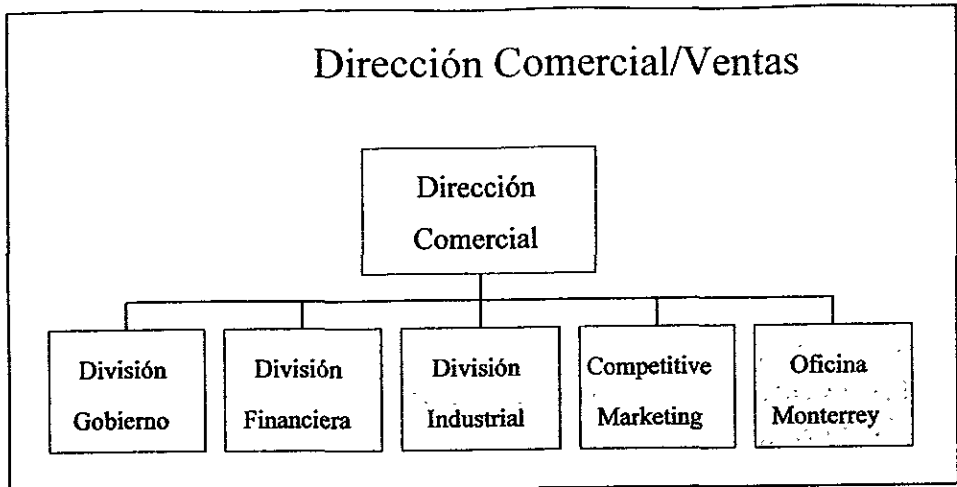 Dirección Comercial/Ventas
Dirección
Comercial
División
Gobierno
División
Financiera
División
Industrial
Competitive
Marketing
Oficina
Monterrey